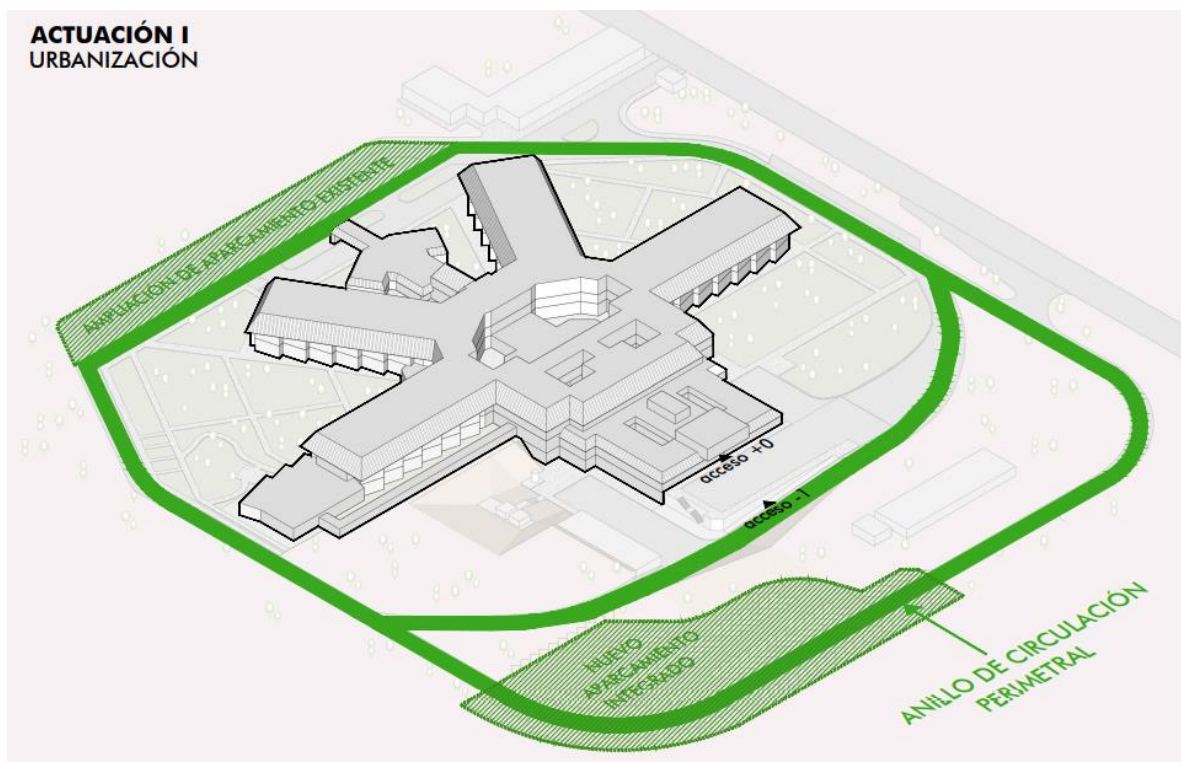 ACTUACIÓN I
URBANIZACIÓN
AMPLIACIÓN DE APARCAMIENTO EXISTENTE
acceso +0
acceso -1
NUEVO
APARCAMIENTO
INTEGRADO
ANILLO DE CIRCULACIÓN
PERIMETRAL